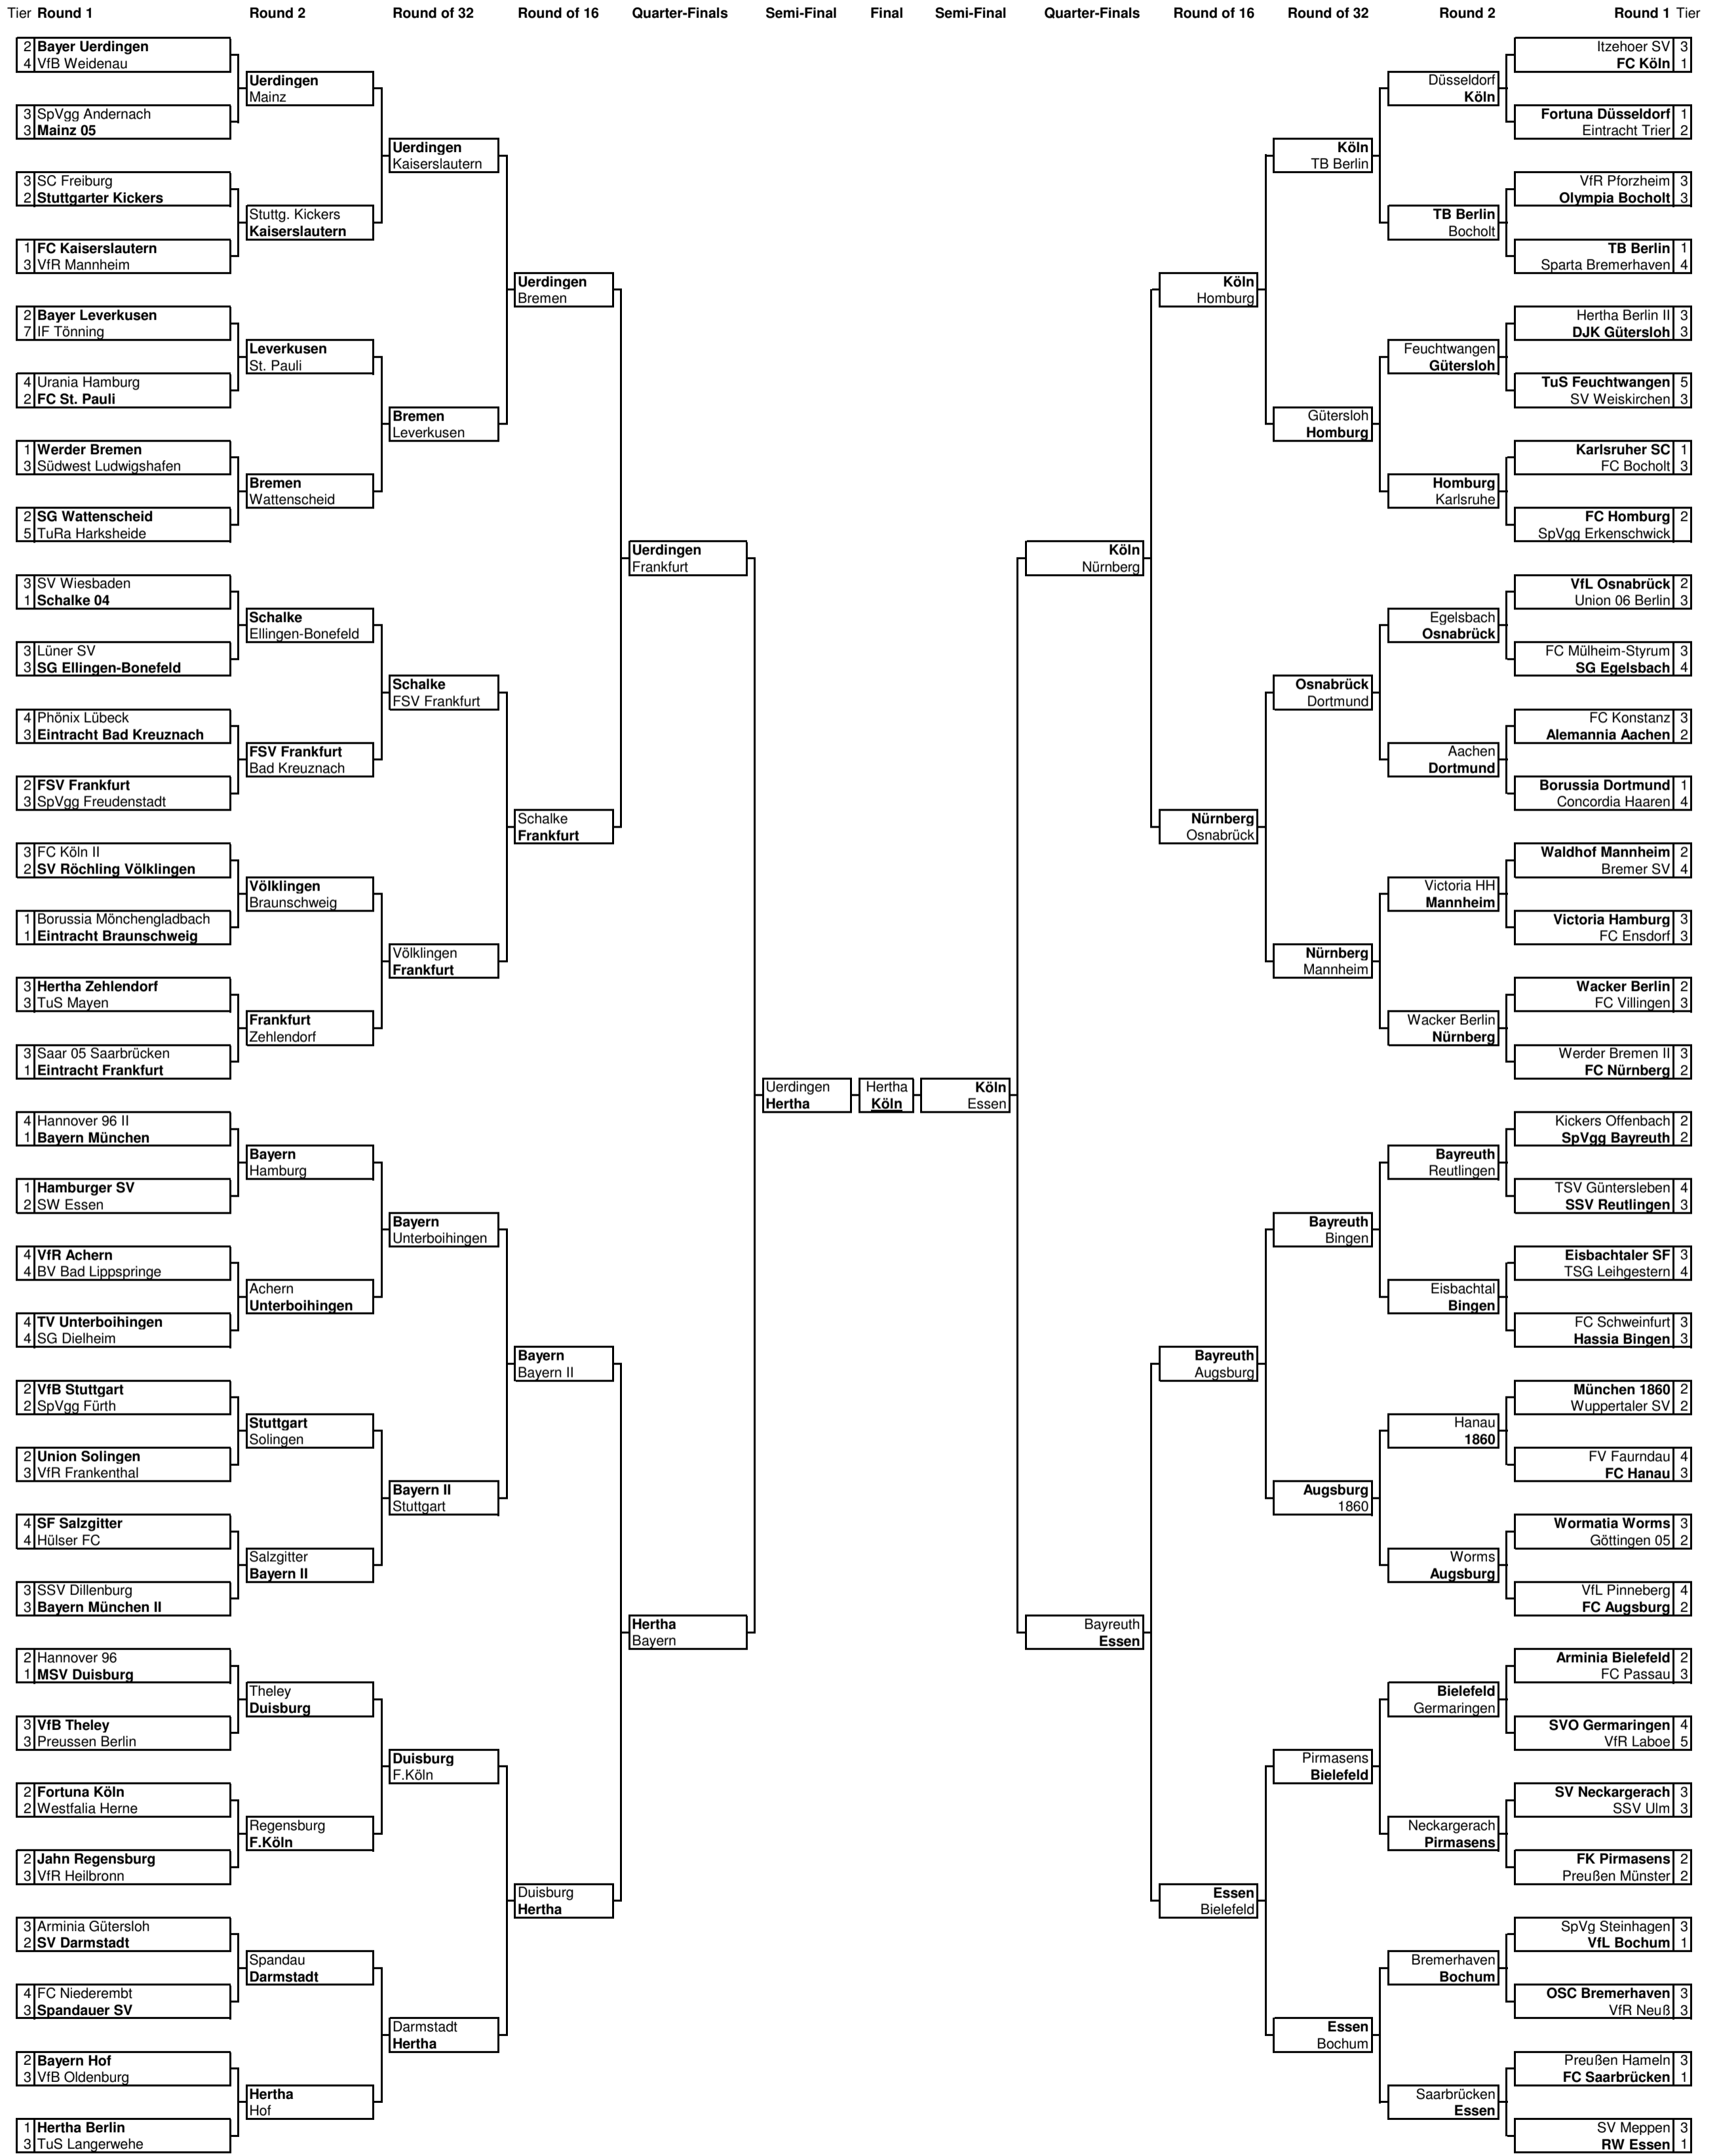 Tier Round 1 Round 2 Round of 32 Round of 16 Quarter-Finals Semi-Final Final Semi-Final Quarter-Finals Round of 16 Round of 32 Round 2 Round 1 Tier
2 Bayer Uerdingen
4 VfB Weidenau
3 SpVgg Andernach
3 Mainz 05
3 SC Freiburg
2 Stuttgarter Kickers
1 FC Kaiserslautern
3 VfR Mannheim
2 Bayer Leverkusen
7 IF Tönning
4 Urania Hamburg
2 FC St. Pauli
1 Werder Bremen
3 Südwest Ludwigshafen
2 SG Wattenscheid
5 TuRa Harksheide
3 SV Wiesbaden
1 Schalke 04
3 Lüner SV
3 SG Ellingen-Bonefeld
4 Phönix Lübeck
3 Eintracht Bad Kreuznach
2 FSV Frankfurt
3 SpVgg Freudenstadt
3 FC Köln II
2 SV Röchling Völklingen
1 Borussia Mönchengladbach
1 Eintracht Braunschweig
3 Hertha Zehlendorf
3 TuS Mayen
3 Saar 05 Saarbrücken
1 Eintracht Frankfurt
4 Hannover 96 II
1 Bayern München
1 Hamburger SV
2 SW Essen
4 VfR Achern
4 BV Bad Lippspringe
4 TV Unterboihingen
4 SG Dielheim
2 VfB Stuttgart
2 SpVgg Fürth
2 Union Solingen
3 VfR Frankenthal
4 SF Salzgitter
4 Hülser FC
3 SSV Dillenburg
3 Bayern München II
2 Hannover 96
1 MSV Duisburg
3 VfB Theley
3 Preussen Berlin
2 Fortuna Köln
2 Westfalia Herne
2 Jahn Regensburg
3 VfR Heilbronn
3 Arminia Gütersloh
2 SV Darmstadt
4 FC Niederembt
3 Spandauer SV
2 Bayern Hof
3 VfB Oldenburg
1 Hertha Berlin
3 TuS Langerwehe
Uerdingen
Mainz
Stuttg. Kickers
Kaiserslautern
Leverkusen
St. Pauli
Bremen
Wattenscheid
Schalke
Ellingen-Bonefeld
FSV Frankfurt
Bad Kreuznach
Völklingen
Braunschweig
Frankfurt
Zehlendorf
Bayern
Hamburg
Achern
Unterboihingen
Stuttgart
Solingen
Salzgitter
Bayern II
Theley
Duisburg
Regensburg
F.Köln
Spandau
Darmstadt
Hertha
Hof
Uerdingen
Kaiserslautern
Bremen
Leverkusen
Schalke
FSV Frankfurt
Völklingen
Frankfurt
Bayern
Unterboihingen
Bayern II
Stuttgart
Duisburg
F.Köln
Darmstadt
Hertha
Uerdingen
Bremen
Schalke
Frankfurt
Bayern
Bayern II
Duisburg
Hertha
Uerdingen
Frankfurt
Hertha
Bayern
Uerdingen
Hertha
Hertha
Köln
Köln
Essen
Köln
Nürnberg
Bayreuth
Essen
Köln
Homburg
Nürnberg
Osnabrück
Bayreuth
Augsburg
Essen
Bielefeld
Köln
TB Berlin
Gütersloh
Homburg
Osnabrück
Dortmund
Nürnberg
Mannheim
Bayreuth
Bingen
Augsburg
1860
Pirmasens
Bielefeld
Essen
Bochum
Düsseldorf
Köln
TB Berlin
Bocholt
Feuchtwangen
Gütersloh
Homburg
Karlsruhe
Egelsbach
Osnabrück
Aachen
Dortmund
Victoria HH
Mannheim
Wacker Berlin
Nürnberg
Bayreuth
Reutlingen
Eisbachtal
Bingen
Hanau
1860
Worms
Augsburg
Bielefeld
Germaringen
Neckargerach
Pirmasens
Bremerhaven
Bochum
Saarbrücken
Essen
Itzehoer SV 3
FC Köln 1
Fortuna Düsseldorf 1
Eintracht Trier 2
VfR Pforzheim 3
Olympia Bocholt 3
TB Berlin 1
Sparta Bremerhaven 4
Hertha Berlin II 3
DJK Gütersloh 3
TuS Feuchtwangen 5
SV Weiskirchen 3
Karlsruher SC 1
FC Bocholt 3
FC Homburg 2
SpVgg Erkenschwick
VfL Osnabrück 2
Union 06 Berlin 3
FC Mülheim-Styrum 3
SG Egelsbach 4
FC Konstanz 3
Alemannia Aachen 2
Borussia Dortmund 1
Concordia Haaren 4
Waldhof Mannheim 2
Bremer SV 4
Victoria Hamburg 3
FC Ensdorf 3
Wacker Berlin 2
FC Villingen 3
Werder Bremen II 3
FC Nürnberg 2
Kickers Offenbach 2
SpVgg Bayreuth 2
TSV Güntersleben 4
SSV Reutlingen 3
Eisbachtaler SF 3
TSG Leihgestern 4
FC Schweinfurt 3
Hassia Bingen 3
München 1860 2
Wuppertaler SV 2
FV Faurndau 4
FC Hanau 3
Wormatia Worms 3
Göttingen 05 2
VfL Pinneberg 4
FC Augsburg 2
Arminia Bielefeld 2
FC Passau 3
SVO Germaringen 4
VfR Laboe 5
SV Neckargerach 3
SSV Ulm 3
FK Pirmasens 2
Preußen Münster 2
SpVg Steinhagen 3
VfL Bochum 1
OSC Bremerhaven 3
VfR Neuß 3
Preußen Hameln 3
FC Saarbrücken 1
SV Meppen 3
RW Essen 1